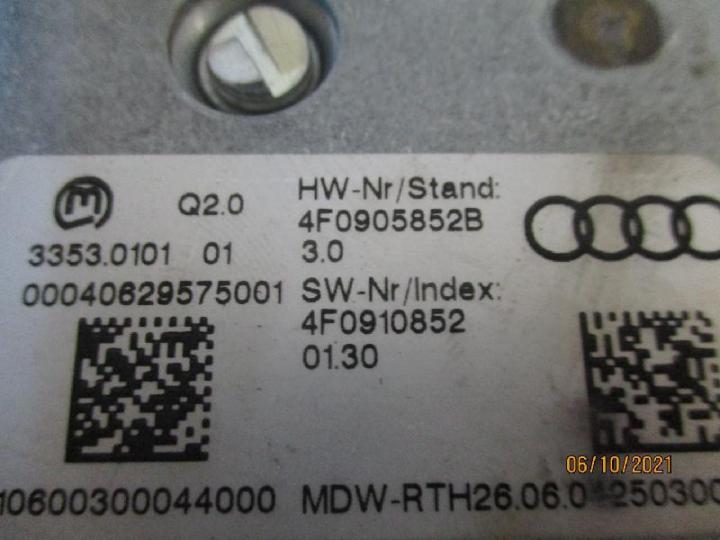 Q2.0
HW-Nr/Stand:
4F0905852B
3353.0101 01
3.0
00040629575001
SW-Nr/Index:
4F0910852
01.30
06/10/2021
10600300044000 MDW-RTH26.06.0